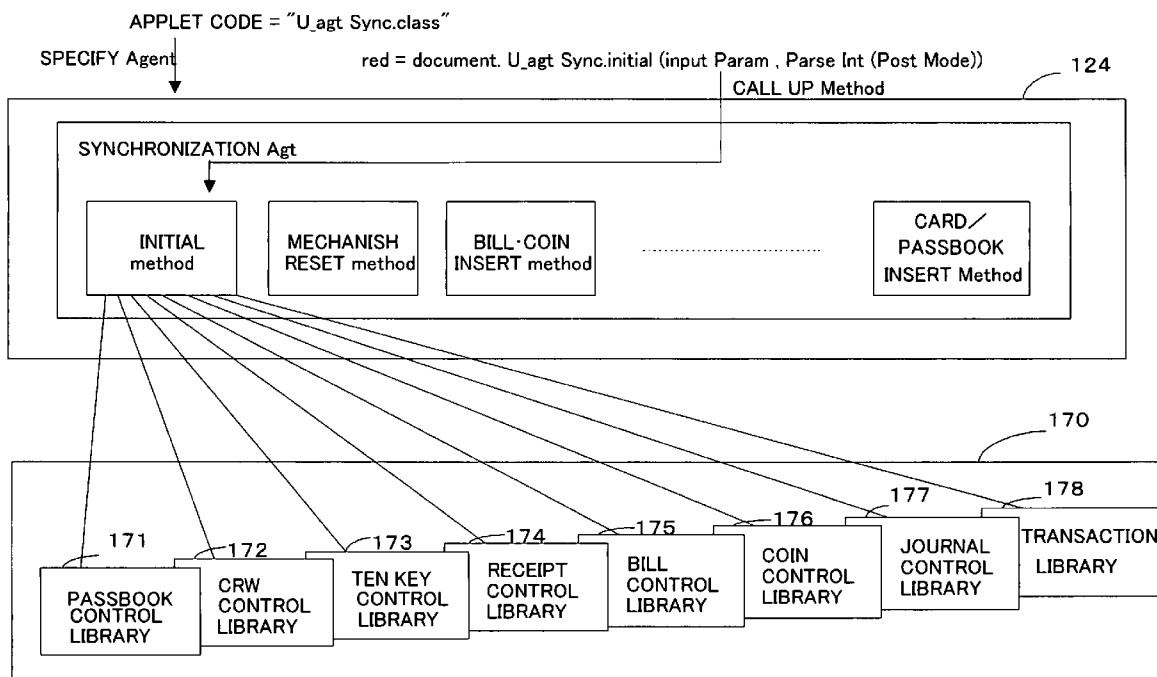 APPLET CODE = "U_agt Sync.class"
SPECIFY Agent
red = document. U_agt Sync.initial (input Param , Parse Int (Post Mode))
CALL UP Method
124
SYNCHRONIZATION Agt
INITIAL
method
MECHANISH
RESET method
BILL·COIN
INSERT method
CARD/
PASSBOOK
INSERT Method
170
171
PASSBOOK
CONTROL
LIBRARY
172
CRW
CONTROL
LIBRARY
173
TEN KEY
CONTROL
LIBRARY
174
RECEIPT
CONTROL
LIBRARY
175
BILL
CONTROL
LIBRARY
176
COIN
CONTROL
LIBRARY
177
JOURNAL
CONTROL
LIBRARY
178
TRANSACTION
LIBRARY